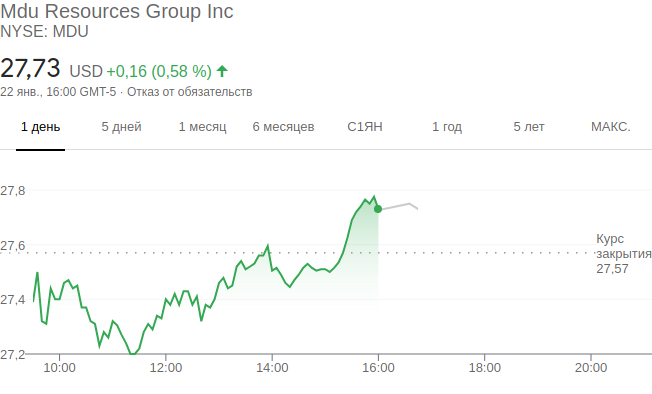 Mdu Resources Group Inc
NYSE: MDU
27,73 USD +0,16 (0,58 %)
22 янв., 16:00 GMT-5 · Отказ от обязательств
1 день 5 дней 1 месяц 6 месяцев С1ЯН 1 год 5 лет МАКС.
27,8
27,6
Курс
закрытия
27,57
27,4
27,2
10:00 12:00 14:00 16:00 18:00 20:00